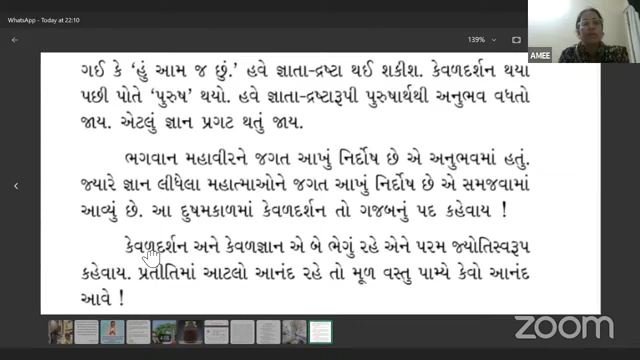 WhatsApp - Today at 22:10
139%
AMEE
ગઈ કે ‘હું આમ જ છું.’ હવે જ્ઞાતા-દ્રષ્ટા થઈ શકીશ. કેવળદર્શન થયા
પછી પોતે ‘પુરુષ’ થયો. હવે જ્ઞાતા-દ્રષ્ટારૂપી પુરુષાર્થથી અનુભવ વધતો
જાય. એટલું જ્ઞાન પ્રગટ થતું જાય.
ભગવાન મહાવીરને જગત આખું નિર્દોષ છે એ અનુભવમાં હતું.
જ્યારે જ્ઞાન લીધેલા મહાત્માઓને જગત આખું નિર્દોષ છે એ સમજવામાં
આવ્યું છે. આ દુષમકાળમાં કેવળદર્શન તો ગજબનું પદ કહેવાય !
કેવળદર્શન અને કેવળજ્ઞાન એ બે ભેગું રહે એને પરમ જ્યોતિસ્વરૂપ
કહેવાય. પ્રતીતિમાં આટલો આનંદ રહે તો મૂળ વસ્તુ પામ્યે કેવો આનંદ
આવે !
zoom